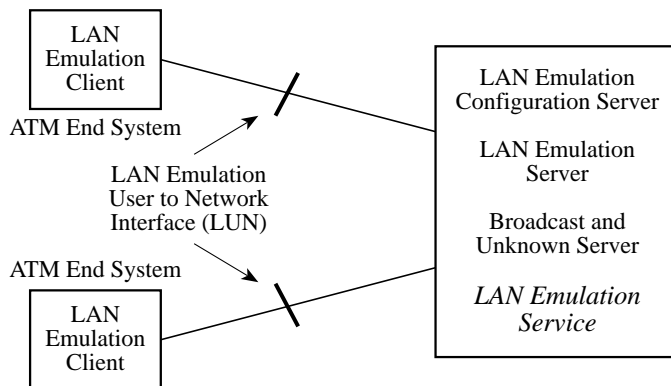 LAN
Emulation
Client
ATM End System
LAN Emulation
User to Network
Interface (LUN)
ATM End System
LAN
Emulation
Client
LAN Emulation
Configuration Server
LAN Emulation
Server
Broadcast and
Unknown Server
LAN Emulation
Service